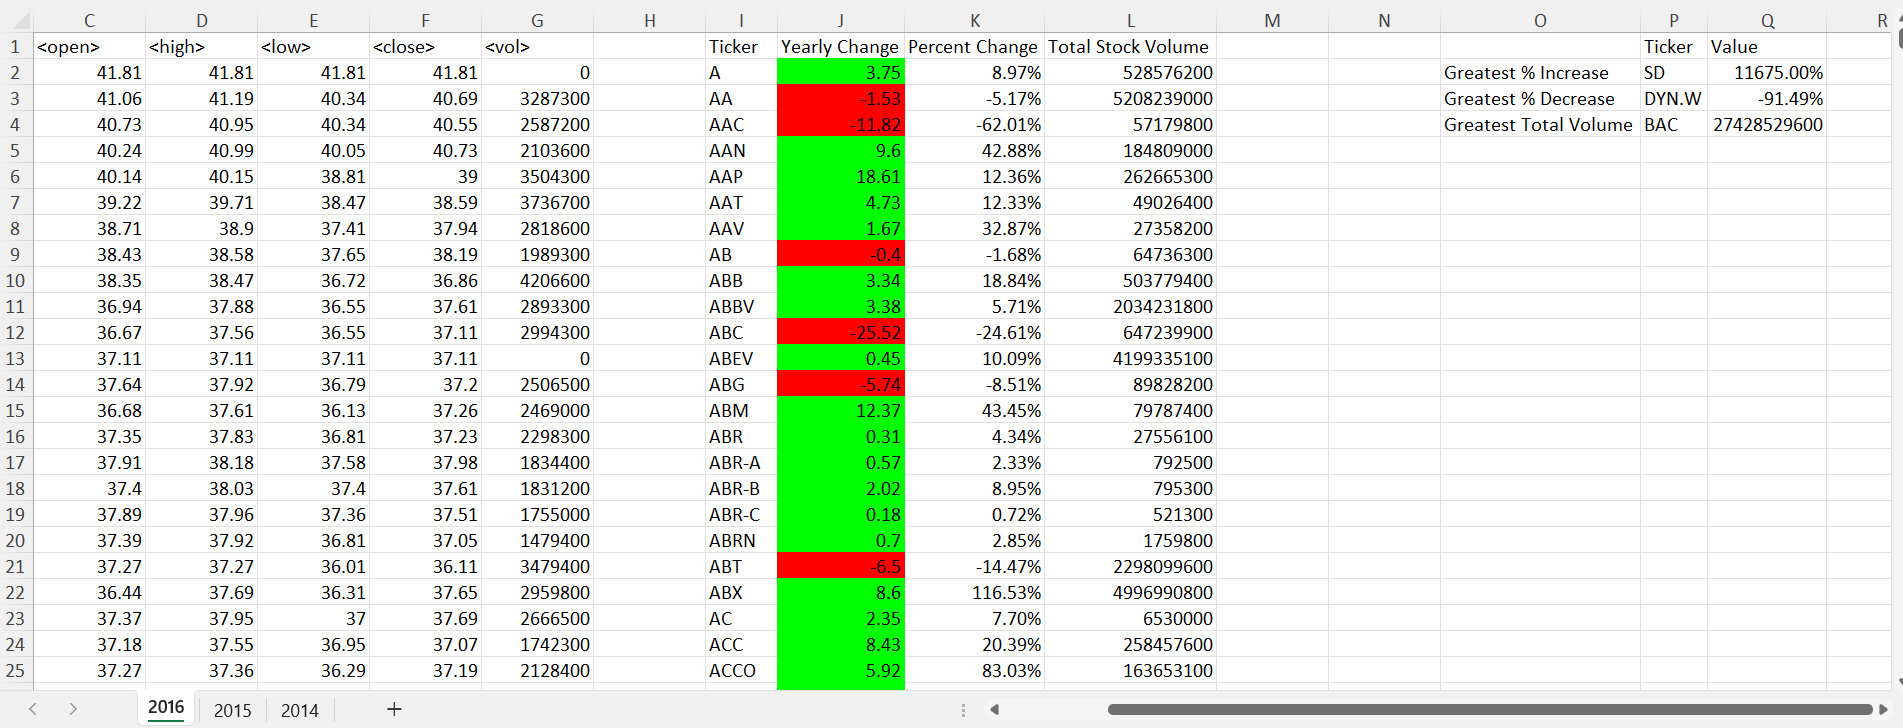 C D E F G H I J K L M N O P Q R
1 <open> <high> <low> <close> <vol> Ticker Yearly Change Percent Change Total Stock Volume Ticker Value
2 41.81 41.81 41.81 41.81 0 A 3.75 8.97% 528576200 Greatest % Increase SD 11675.00%
3 41.06 41.19 40.34 40.69 3287300 AA -1.53 -5.17% 5208239000 Greatest % Decrease DYN.W -91.49%
4 40.73 40.95 40.34 40.55 2587200 AAC -11.82 -62.01% 57179800 Greatest Total Volume BAC 27428529600
5 40.24 40.99 40.05 40.73 2103600 AAN 9.6 42.88% 184809000
6 40.14 40.15 38.81 39 3504300 AAP 18.61 12.36% 262665300
7 39.22 39.71 38.47 38.59 3736700 AAT 4.73 12.33% 49026400
8 38.71 38.9 37.41 37.94 2818600 AAV 1.67 32.87% 27358200
9 38.43 38.58 37.65 38.19 1989300 AB -0.4 -1.68% 64736300
10 38.35 38.47 36.72 36.86 4206600 ABB 3.34 18.84% 503779400
11 36.94 37.88 36.55 37.61 2893300 ABBV 3.38 5.71% 2034231800
12 36.67 37.56 36.55 37.11 2994300 ABC -25.52 -24.61% 647239900
13 37.11 37.11 37.11 37.11 0 ABEV 0.45 10.09% 4199335100
14 37.64 37.92 36.79 37.2 2506500 ABG -5.74 -8.51% 89828200
15 36.68 37.61 36.13 37.26 2469000 ABM 12.37 43.45% 79787400
16 37.35 37.83 36.81 37.23 2298300 ABR 0.31 4.34% 27556100
17 37.91 38.18 37.58 37.98 1834400 ABR-A 0.57 2.33% 792500
18 37.4 38.03 37.4 37.61 1831200 ABR-B 2.02 8.95% 795300
19 37.89 37.96 37.36 37.51 1755000 ABR-C 0.18 0.72% 521300
20 37.39 37.92 36.81 37.05 1479400 ABRN 0.7 2.85% 1759800
21 37.27 37.27 36.01 36.11 3479400 ABT -6.5 -14.47% 2298099600
22 36.44 37.69 36.31 37.65 2959800 ABX 8.6 116.53% 4996990800
23 37.37 37.95 37 37.69 2666500 AC 2.35 7.70% 6530000
24 37.18 37.55 36.95 37.07 1742300 ACC 8.43 20.39% 258457600
25 37.27 37.36 36.29 37.19 2128400 ACCO 5.92 83.03% 163653100
2016 2015 2014 +